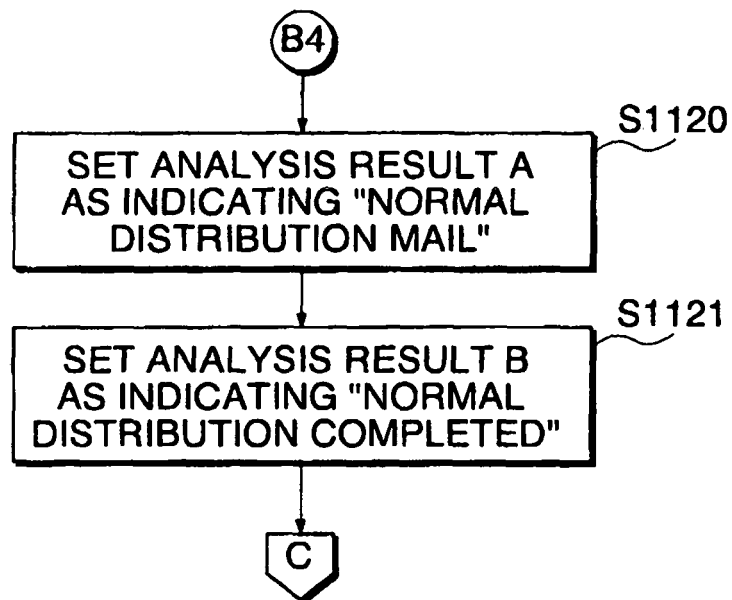 B4
S1120
SET ANALYSIS RESULT A
AS INDICATING "NORMAL
DISTRIBUTION MAIL"
S1121
SET ANALYSIS RESULT B
AS INDICATING "NORMAL
DISTRIBUTION COMPLETED"
C